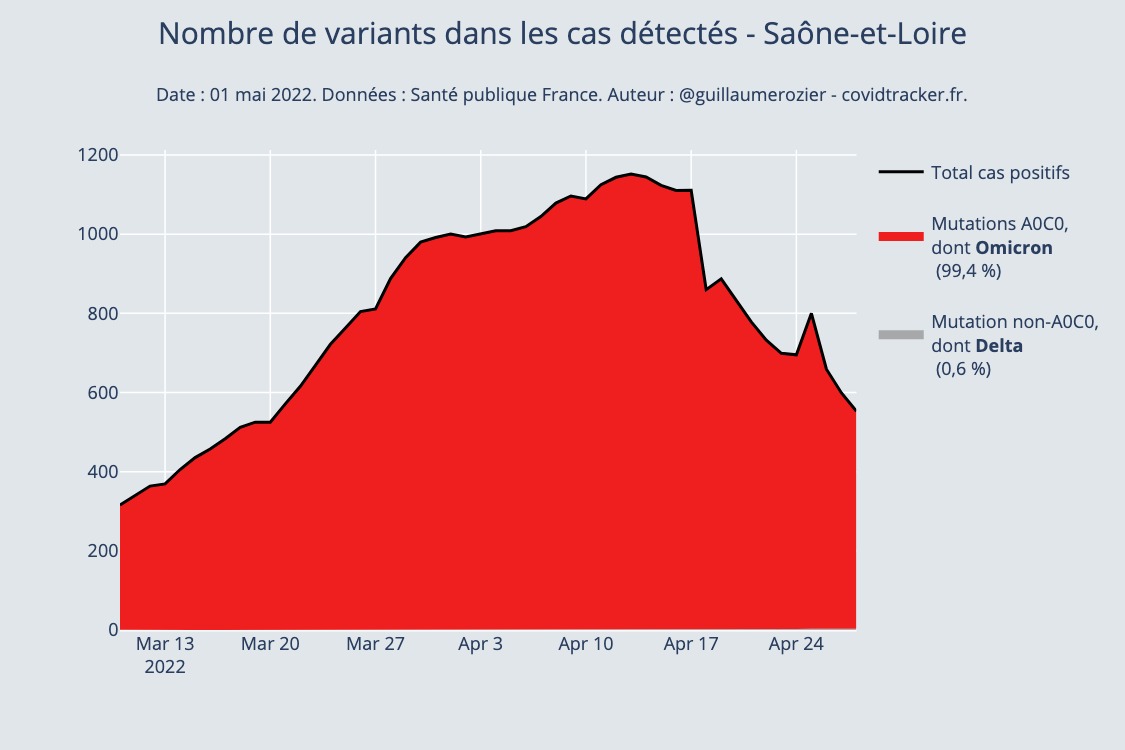 Nombre de variants dans les cas détectés - Saône-et-Loire
Date : 01 mai 2022. Données : Santé publique France. Auteur : @guillaumerozier - covidtracker.fr.
1200
1000
800
600
400
200
0
Mar 13
2022
Mar 20
Mar 27
Apr 3
Apr 10
Apr 17
Apr 24
Total cas positifs
Mutations A0C0,
dont Omicron
(99,4 %)
Mutation non-A0C0,
dont Delta
(0,6 %)